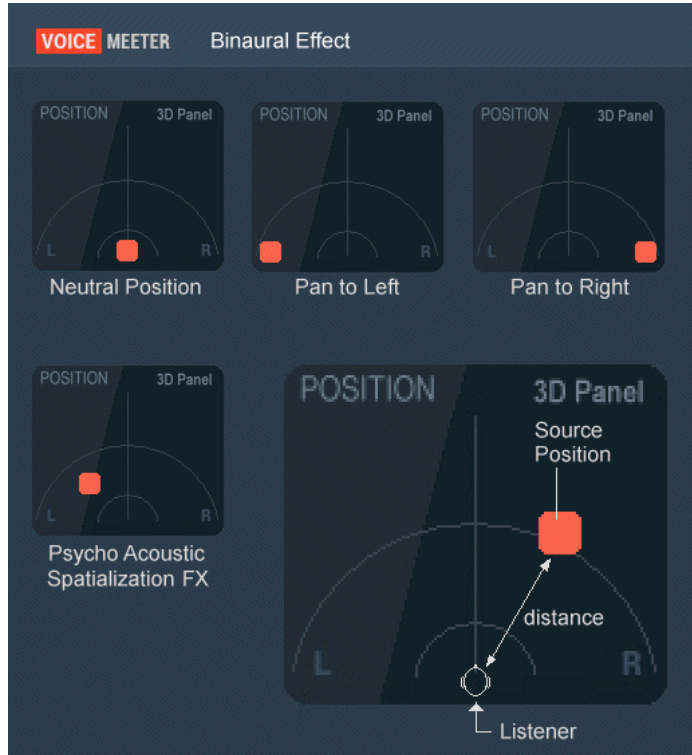 VOICE MEETER Binaural Effect
POSITION 3D Panel
L R
Neutral Position
POSITION 3D Panel
L R
Pan to Left
POSITION 3D Panel
L R
Pan to Right
POSITION 3D Panel
L R
Psycho Acoustic
Spatialization FX
POSITION 3D Panel
Source
Position
distance
L R
Listener